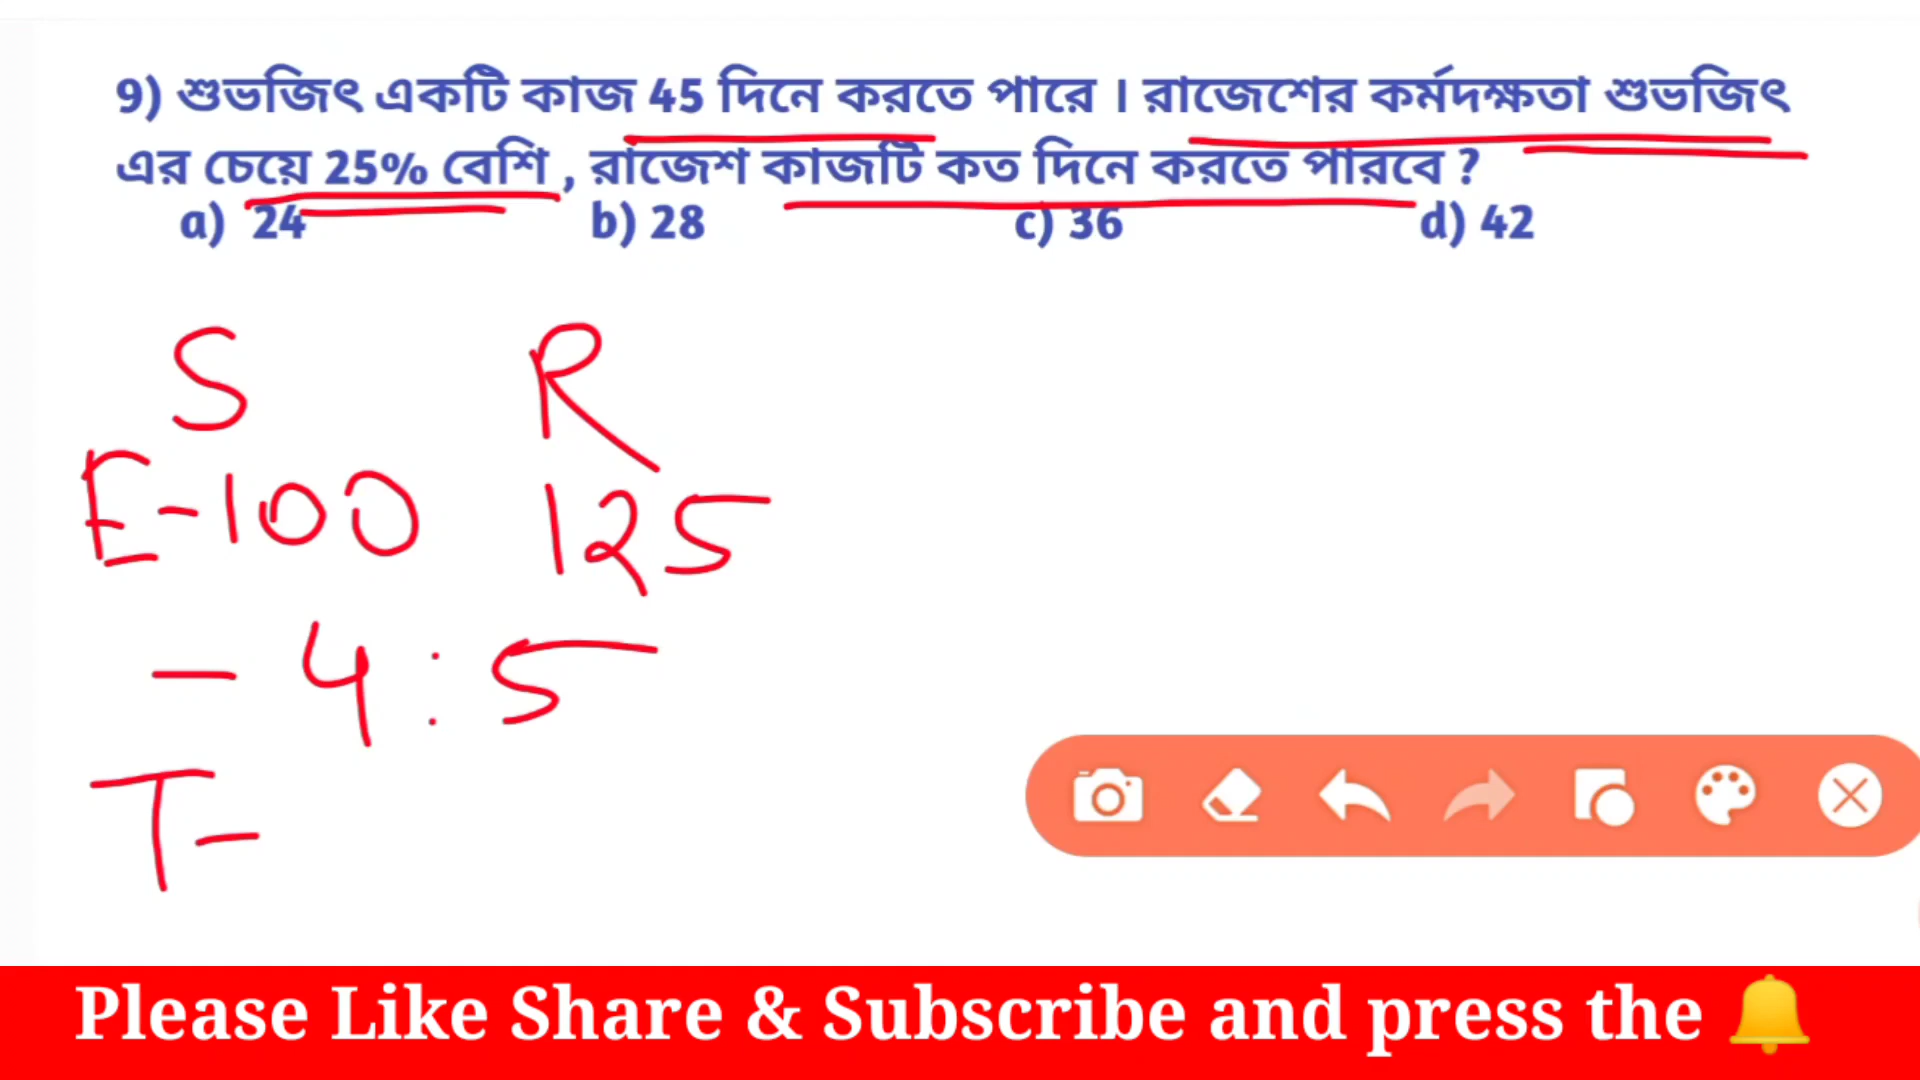 9) শুভজিৎ একটি কাজ 45 দিনে করতে পারে । রাজেশের কর্মদক্ষতা শুভজিৎ
এর চেয়ে 25% বেশি , রাজেশ কাজটি কত দিনে করতে পারবে ?
a) 24 b) 28 c) 36 d) 42
S R
E-100 125
- 4 : 5
T-
Please Like Share & Subscribe and press the 🔔